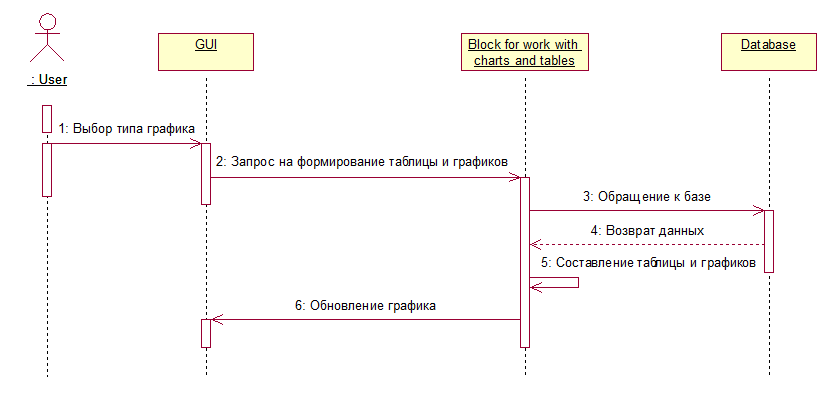 GUI
Block for work with
charts and tables
Database
: User
1: Выбор типа графика
2: Запрос на формирование таблицы и графиков
3: Обращение к базе
4: Возврат данных
5: Составление таблицы и графиков
6: Обновление графика